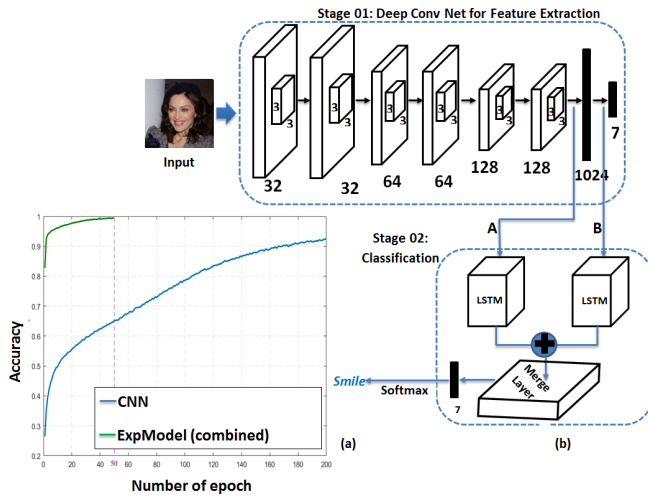 Stage 01: Deep Conv Net for Feature Extraction
3 3 3 3 3 3
3 3 3 3 3 3
Input
32 32 64 64 128 128 1024 7
A B
Stage 02:
Classification
LSTM LSTM
Merge
Layer
Smile Softmax 7
(a) (b)
1
0.9
0.8
0.7
0.6
0.5
0.4
0.3
0.2
Accuracy
CNN
ExpModel (combined)
0 20 40 50 60 80 100 120 140 160 180 200
Number of epoch